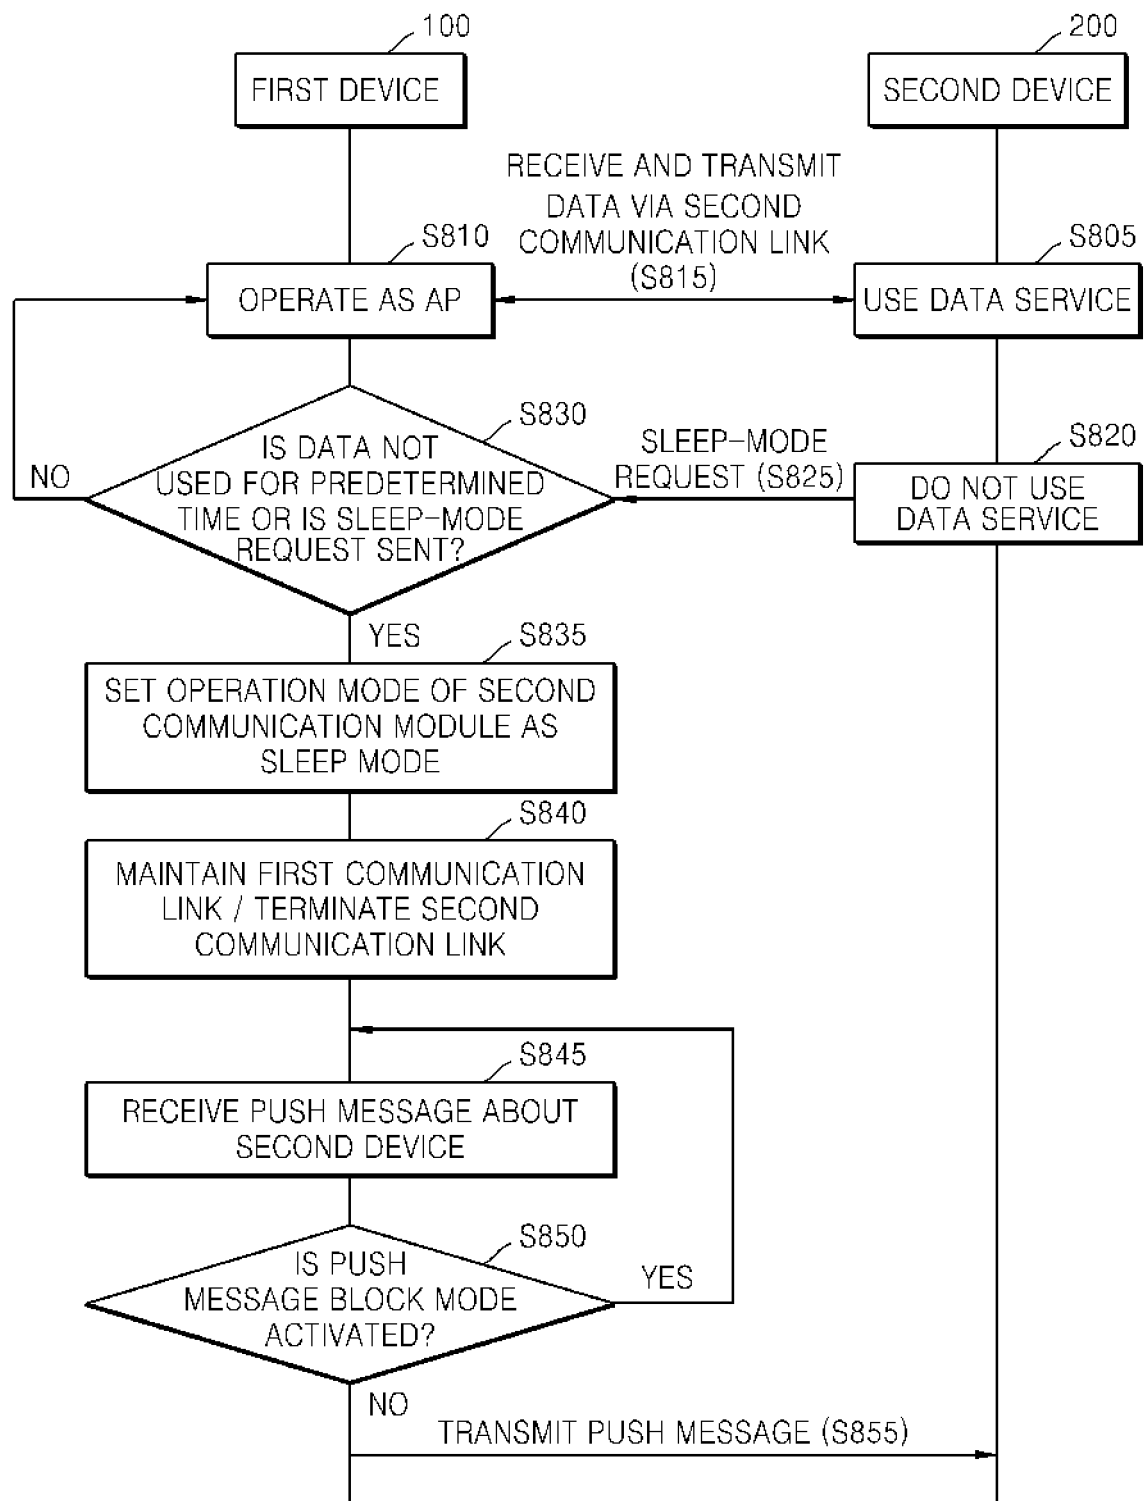 100
200
FIRST DEVICE
SECOND DEVICE
RECEIVE AND TRANSMIT
DATA VIA SECOND
COMMUNICATION LINK
(S815)
S810
S805
OPERATE AS AP
USE DATA SERVICE
S830
IS DATA NOT
USED FOR PREDETERMINED
TIME OR IS SLEEP-MODE
REQUEST SENT?
NO
SLEEP-MODE
REQUEST (S825)
S820
DO NOT USE
DATA SERVICE
YES
S835
SET OPERATION MODE OF SECOND
COMMUNICATION MODULE AS
SLEEP MODE
S840
MAINTAIN FIRST COMMUNICATION
LINK / TERMINATE SECOND
COMMUNICATION LINK
S845
RECEIVE PUSH MESSAGE ABOUT
SECOND DEVICE
S850
IS PUSH
MESSAGE BLOCK MODE
ACTIVATED?
YES
NO
TRANSMIT PUSH MESSAGE (S855)